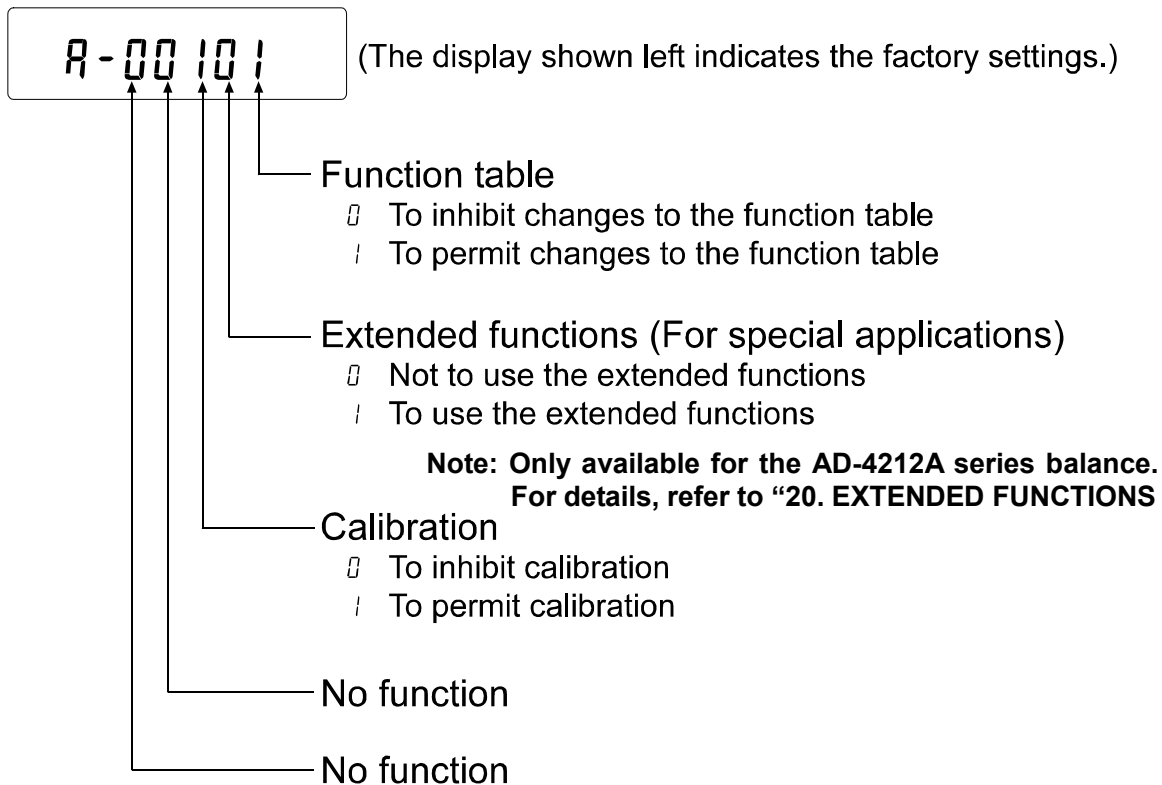 A-00101
(The display shown left indicates the factory settings.)
Function table
0 To inhibit changes to the function table
1 To permit changes to the function table
Extended functions (For special applications)
0 Not to use the extended functions
1 To use the extended functions
Note: Only available for the AD-4212A series balance.
For details, refer to “20. EXTENDED FUNCTIONS
Calibration
0 To inhibit calibration
1 To permit calibration
No function
No function